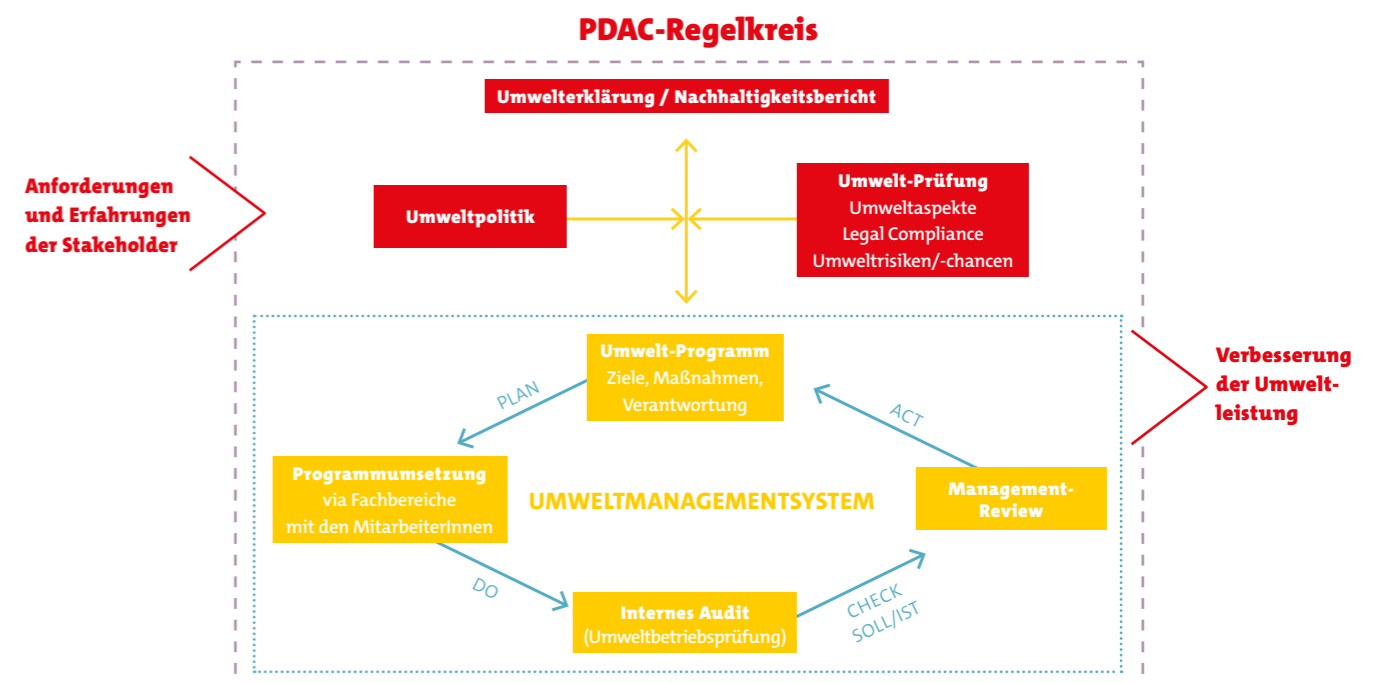 PDAC-Regelkreis
Umwelterklärung / Nachhaltigkeitsbericht
Anforderungen
und Erfahrungen
der Stakeholder
Umweltpolitik
Umwelt-Prüfung
Umweltaspekte
Legal Compliance
Umweltrisiken/-chancen
Umwelt-Programm
Ziele, Maßnahmen,
Verantwortung
PLAN
ACT
Verbesserung
der Umwelt-
leistung
Programmumsetzung
via Fachbereiche
mit den MitarbeiterInnen
UMWELTMANAGEMENTSYSTEM
Management-
Review
DO
Internes Audit
(Umweltbetriebsprüfung)
CHECK
SOLL/IST